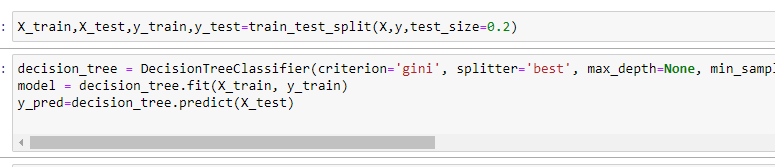 : X_train,X_test,y_train,y_test=train_test_split(X,y,test_size=0.2)
: decision_tree = DecisionTreeClassifier(criterion='gini', splitter='best', max_depth=None, min_sampl
model = decision_tree.fit(X_train, y_train)
y_pred=decision_tree.predict(X_test)